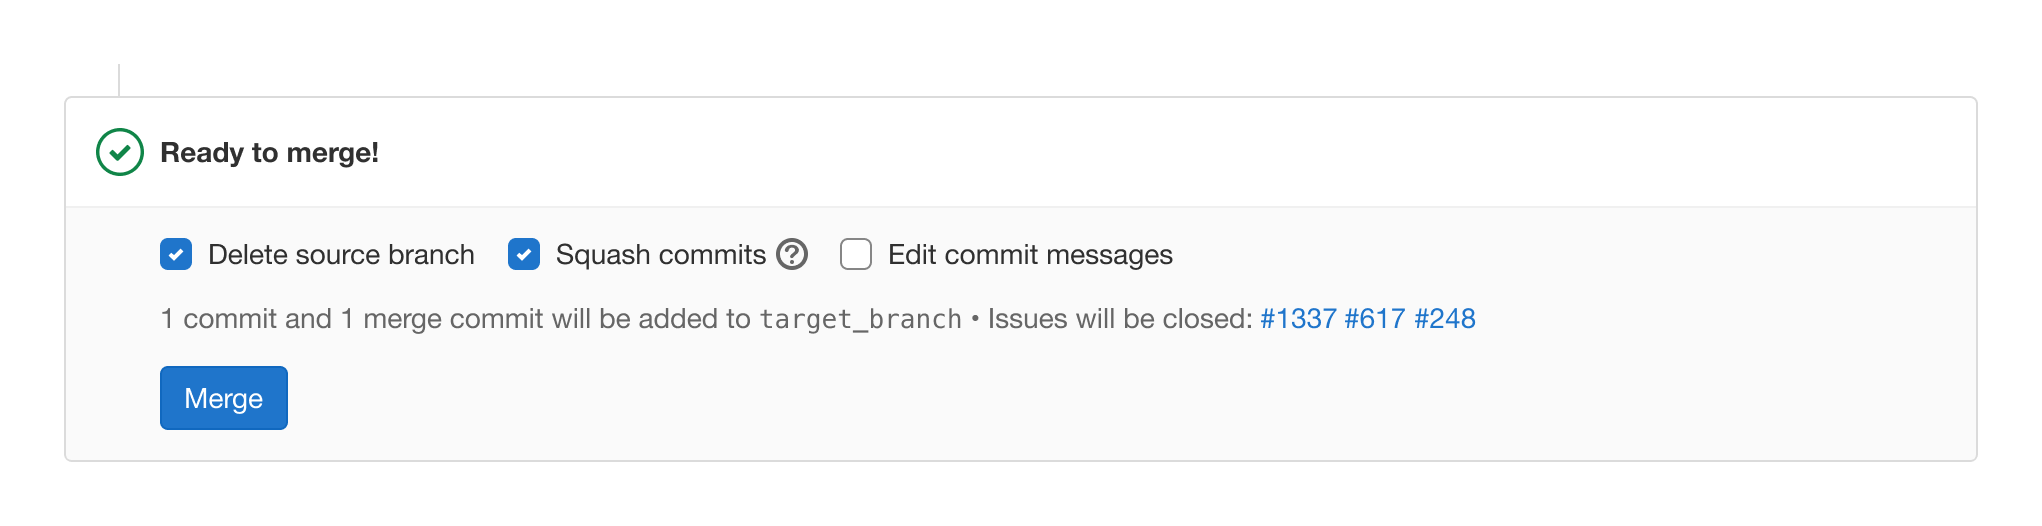 Ready to merge!
Delete source branch Squash commits Edit commit messages
1 commit and 1 merge commit will be added to target_branch • Issues will be closed: #1337 #617 #248
Merge